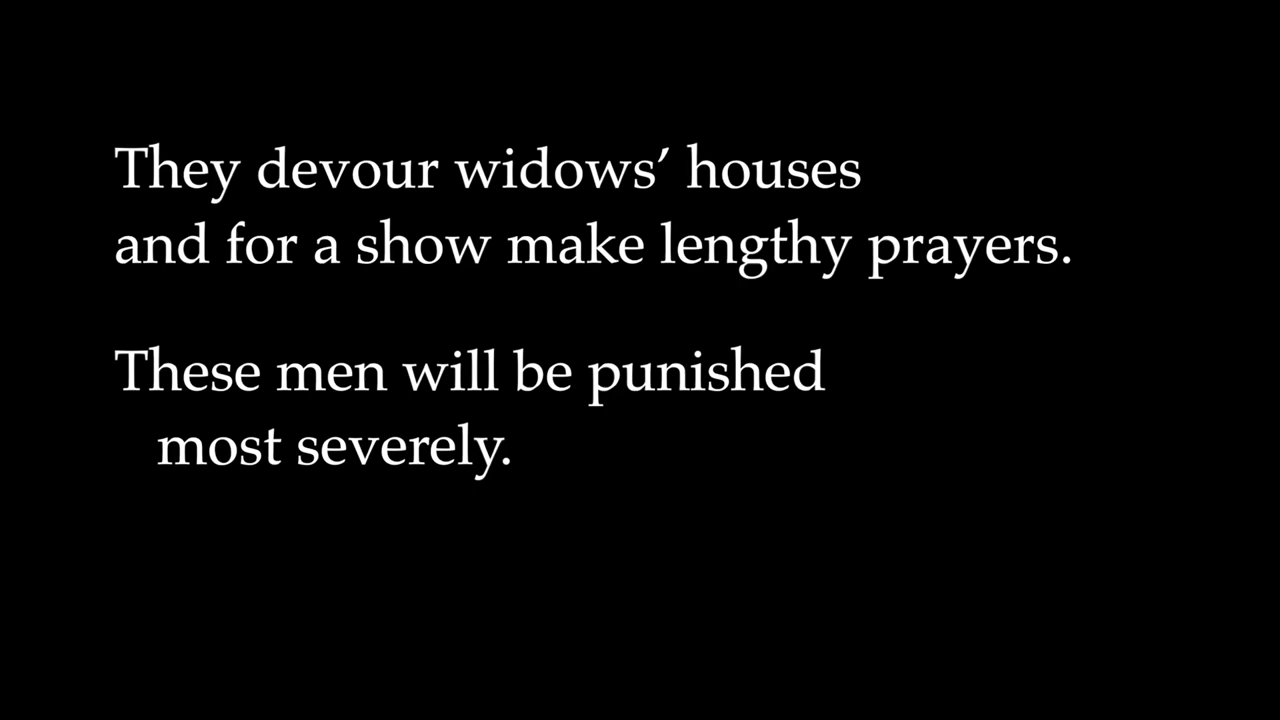 They devour widows’ houses
and for a show make lengthy prayers.
These men will be punished
most severely.